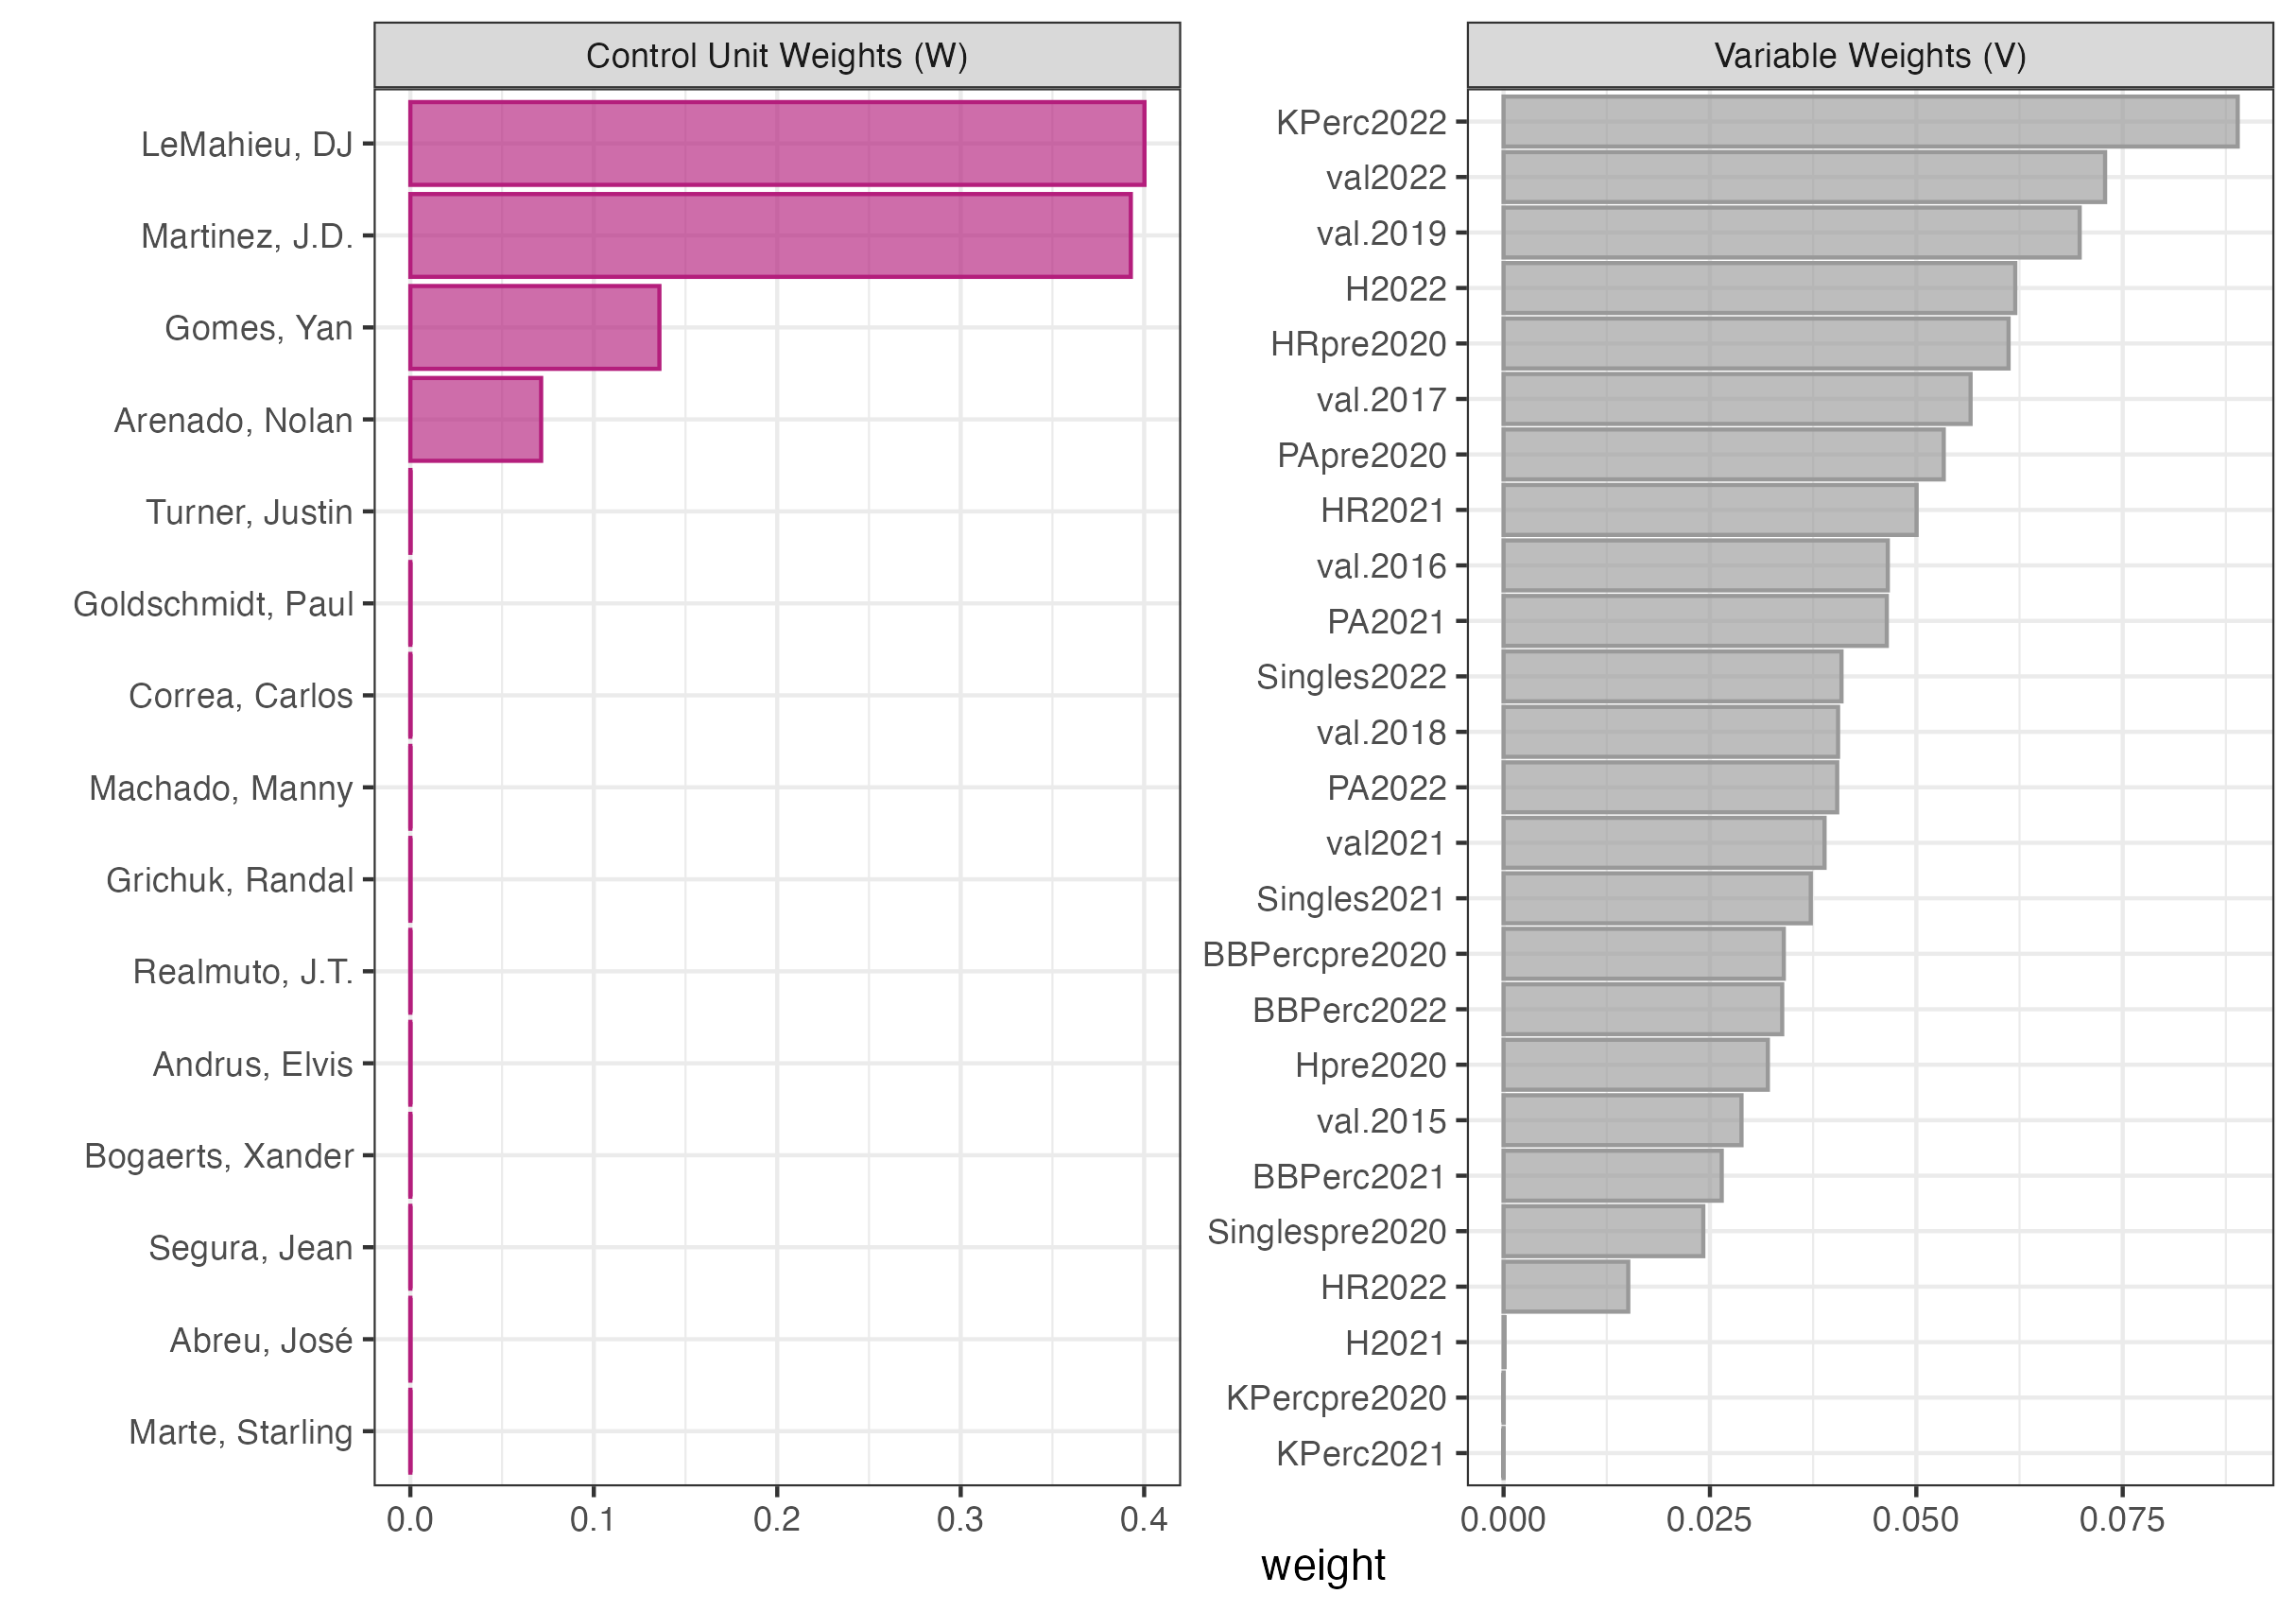 Control Unit Weights (W)
LeMahieu, DJ
Martinez, J.D.
Gomes, Yan
Arenado, Nolan
Turner, Justin
Goldschmidt, Paul
Correa, Carlos
Machado, Manny
Grichuk, Randal
Realmuto, J.T.
Andrus, Elvis
Bogaerts, Xander
Segura, Jean
Abreu, José
Marte, Starling
0.0 0.1 0.2 0.3 0.4
Variable Weights (V)
KPerc2022
val2022
val.2019
H2022
HRpre2020
val.2017
PApre2020
HR2021
val.2016
PA2021
Singles2022
val.2018
PA2022
val2021
Singles2021
BBPercpre2020
BBPerc2022
Hpre2020
val.2015
BBPerc2021
Singlespre2020
HR2022
H2021
KPercpre2020
KPerc2021
0.000 0.025 0.050 0.075
weight